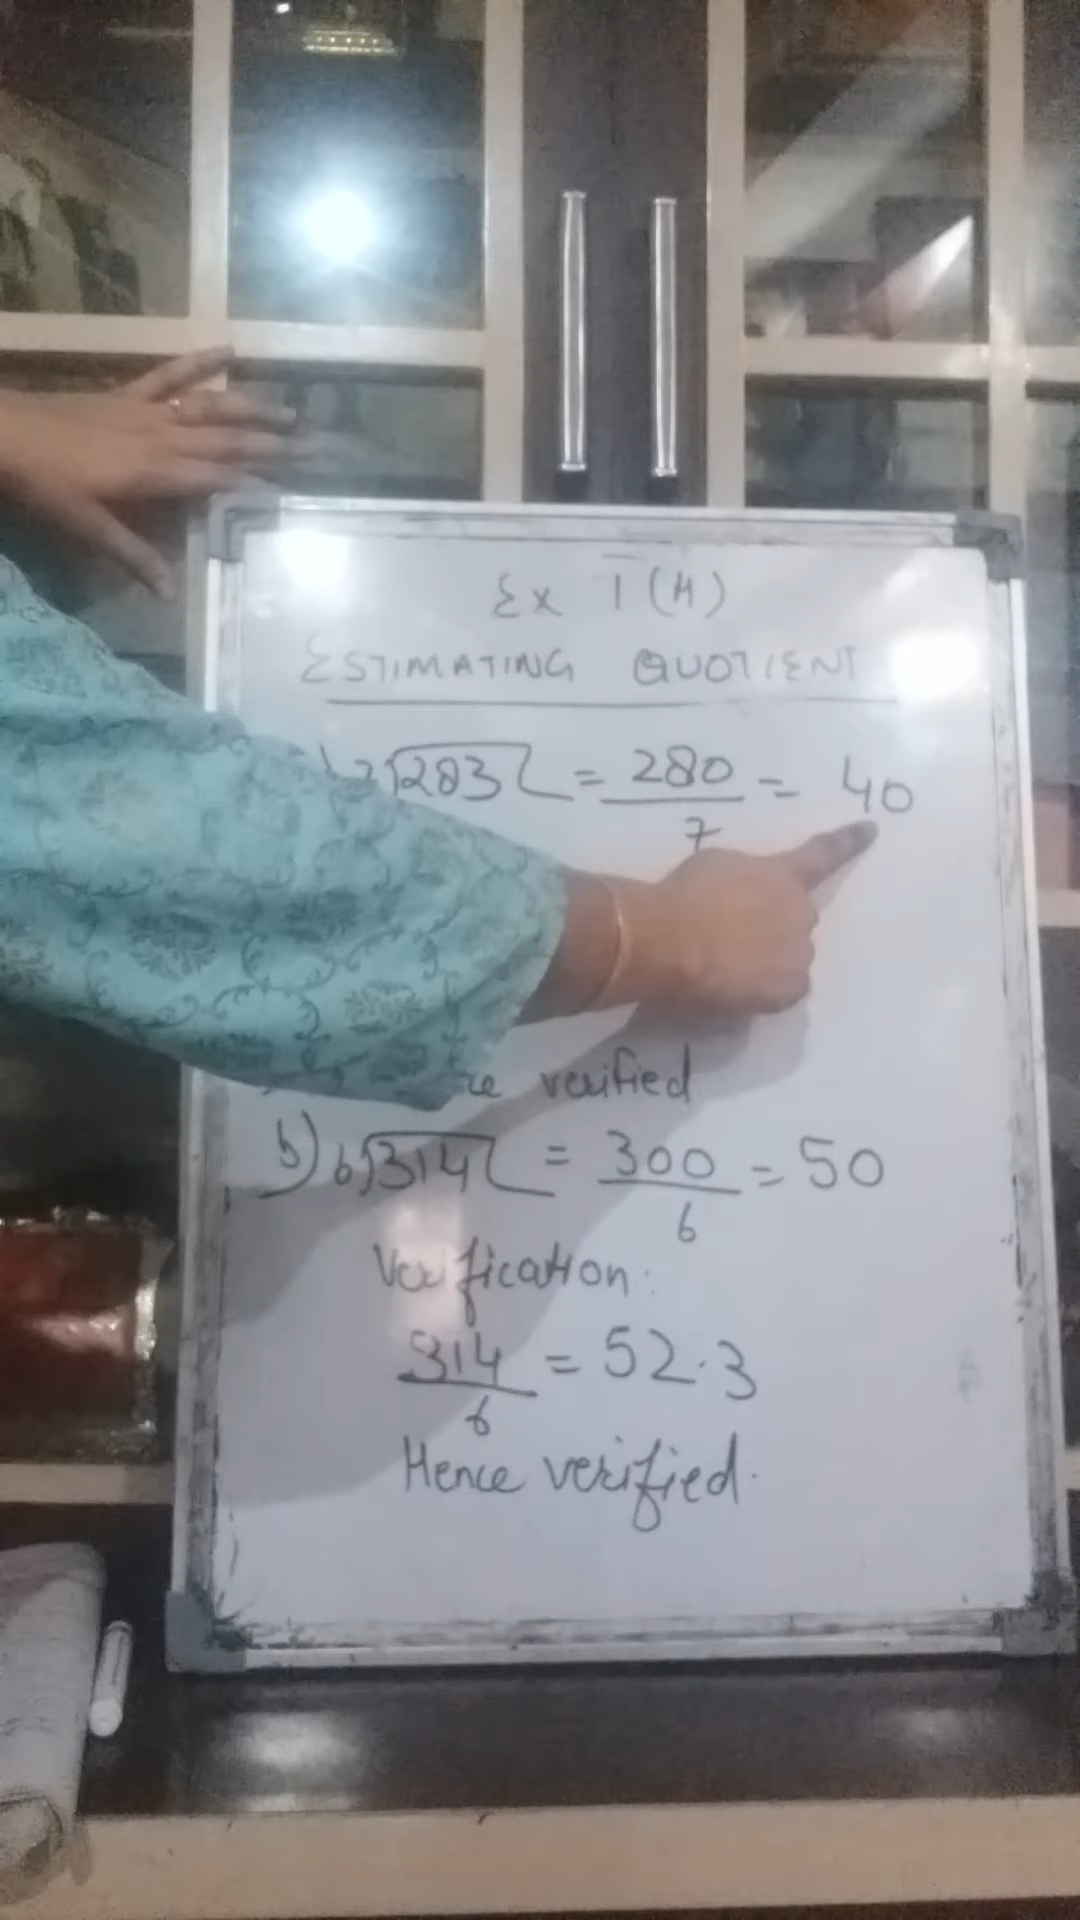 Ex 1(H)
ESTIMATING QUOTIENT
7)283( = 280/7 = 40
verified
b) 6)314( = 300/6 = 50
Verification:
314/6 = 52.3
Hence verified.